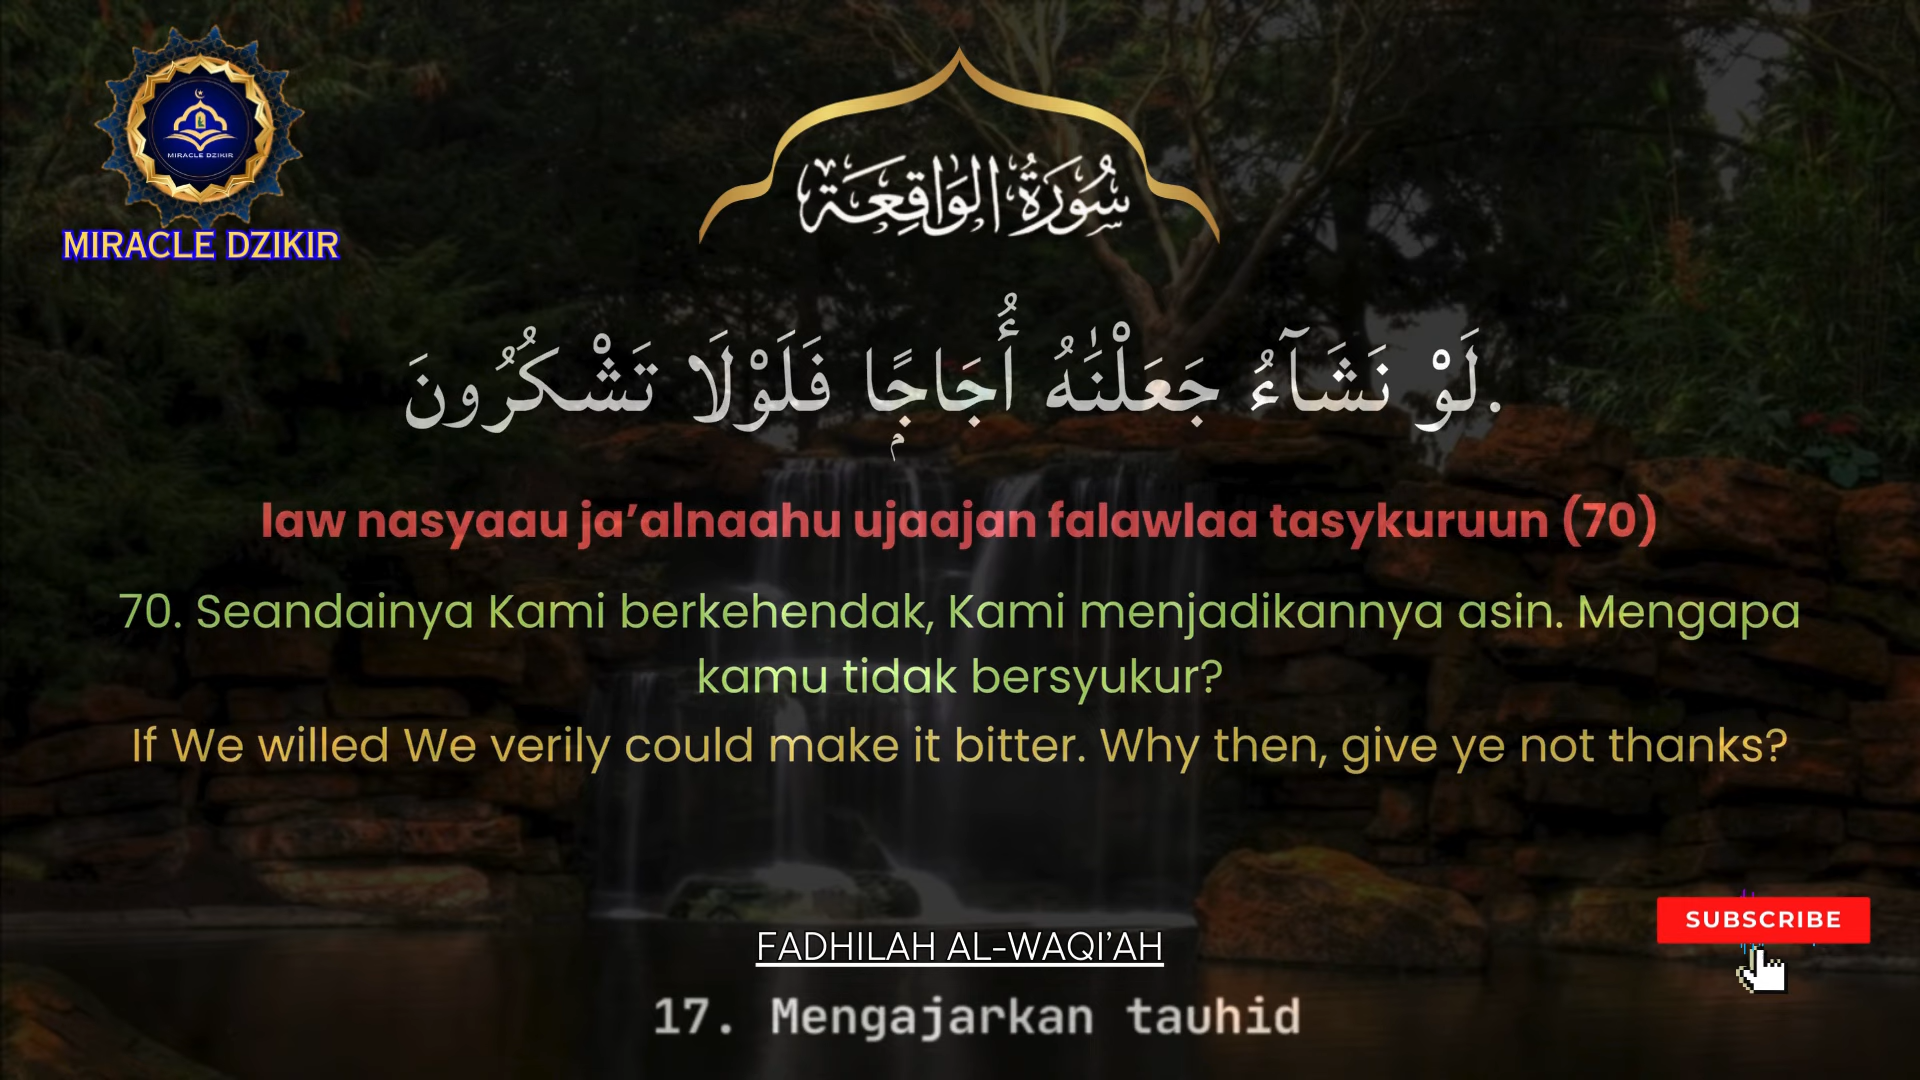 MIRACLE DZIKIR
MIRACLE DZIKIR
سُورَةُ الوَاقِعَة
لَوْ نَشَاۤءُ جَعَلْنٰهُ أُجَاجًاۢ فَلَوْلَا تَشْكُرُونَ.
law nasyaau ja’alnaahu ujaajan falawlaa tasykuruun (70)
70. Seandainya Kami berkehendak, Kami menjadikannya asin. Mengapa
kamu tidak bersyukur?
If We willed We verily could make it bitter. Why then, give ye not thanks?
SUBSCRIBE
FADHILAH AL-WAQI’AH
17. Mengajarkan tauhid